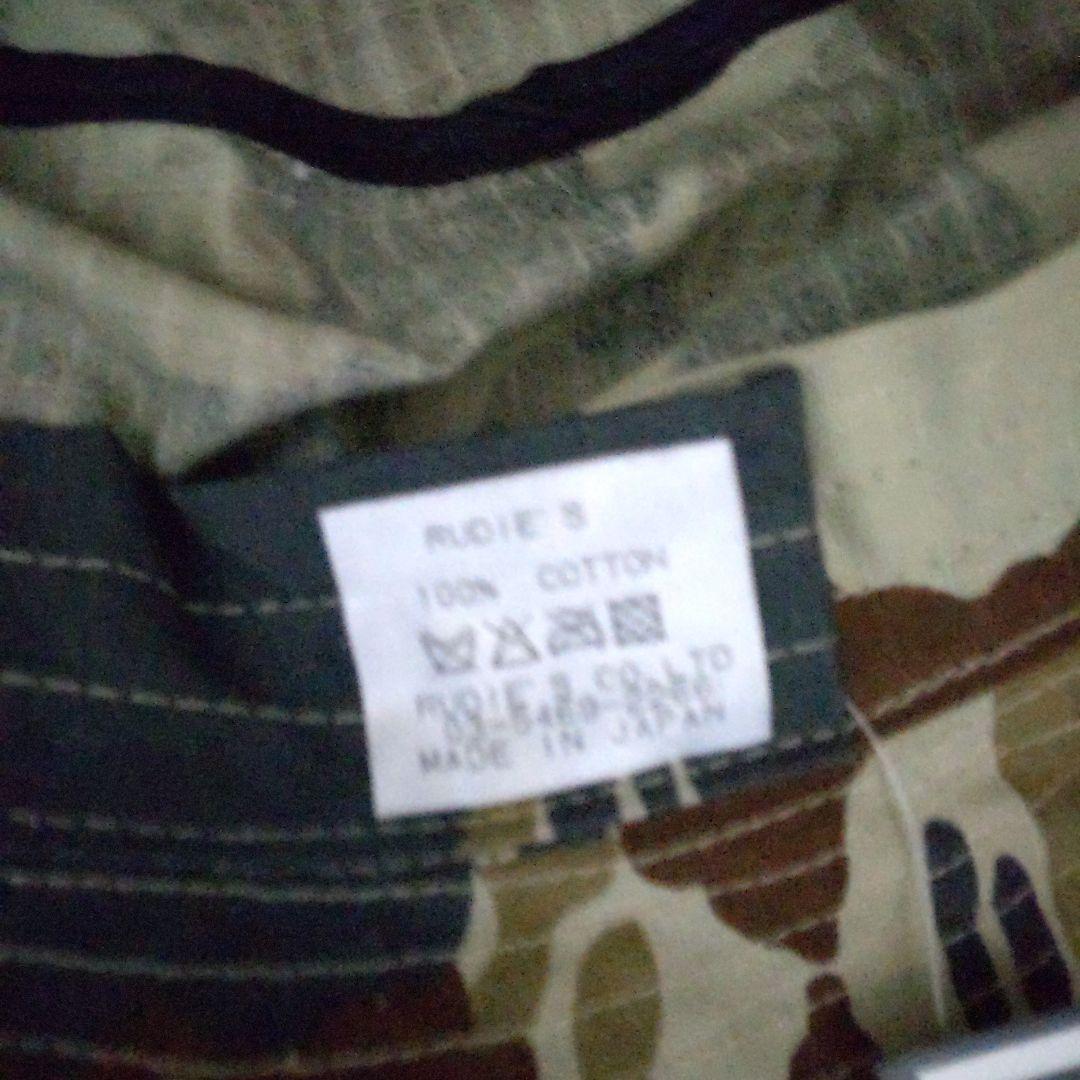 RUDIE'S
100% COTTON
RUDIE'S CO.,LTD
MADE IN JAPAN